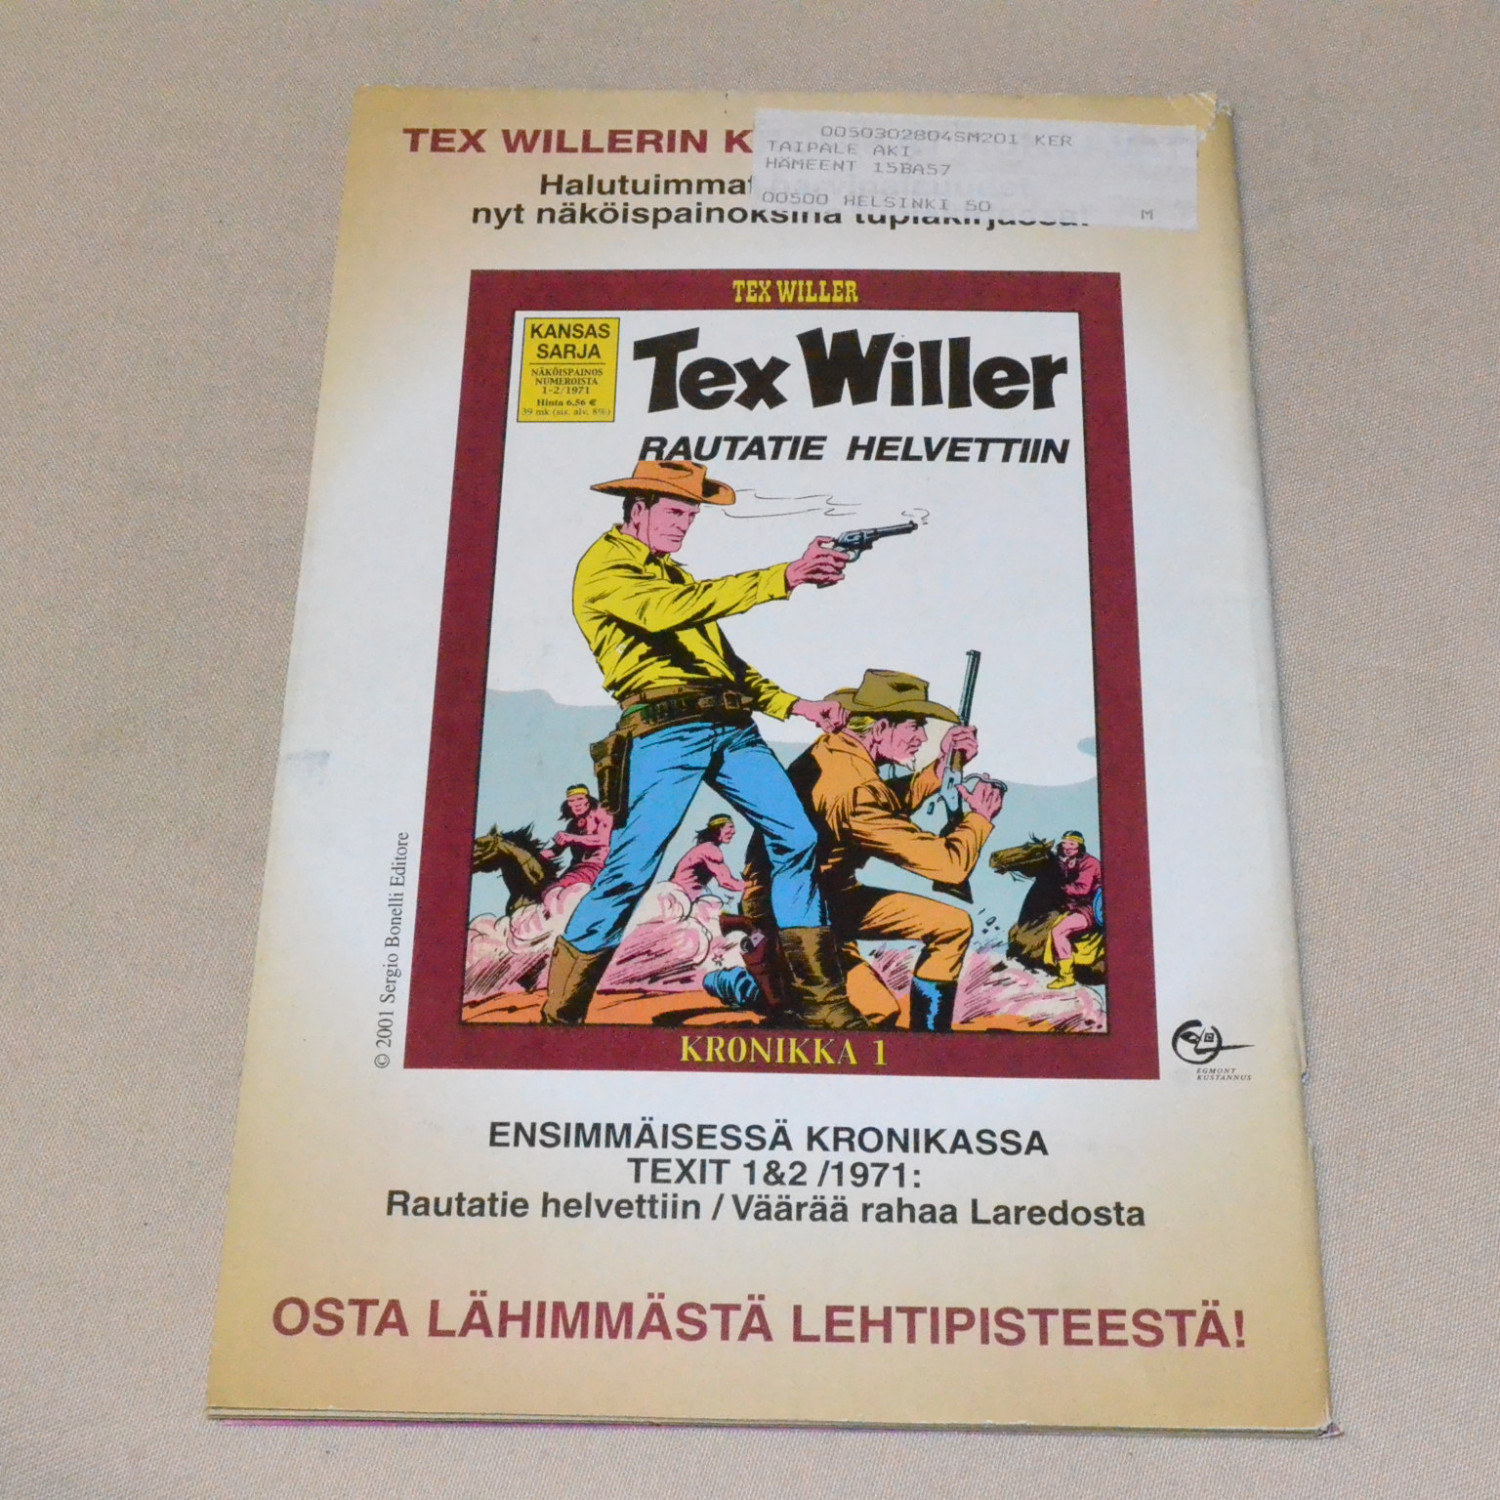 TEX WILLERIN K
0050302804SM201 KER
TAIPALE AKI
HÄMEENT 15BA57
00500 HELSINKI 50
M
Halutuimmat
nyt näköispainoksina tuplakirjassa!
TEX WILLER
KANSAS
SARJA
NÄKÖISPAINOS
NUMEROISTA
1-2/1971
Hinta 6.56 €
39 mk (sis. alv. 8%)
Tex Willer
RAUTATIE HELVETTIIN
KRONIKKA 1
© 2001 Sergio Bonelli Editore
EGMONT
KUSTANNUS
ENSIMMÄISESSÄ KRONIKASSA
TEXIT 1&2 /1971:
Rautatie helvettiin / Väärää rahaa Laredosta
OSTA LÄHIMMÄSTÄ LEHTIPISTEESTÄ!